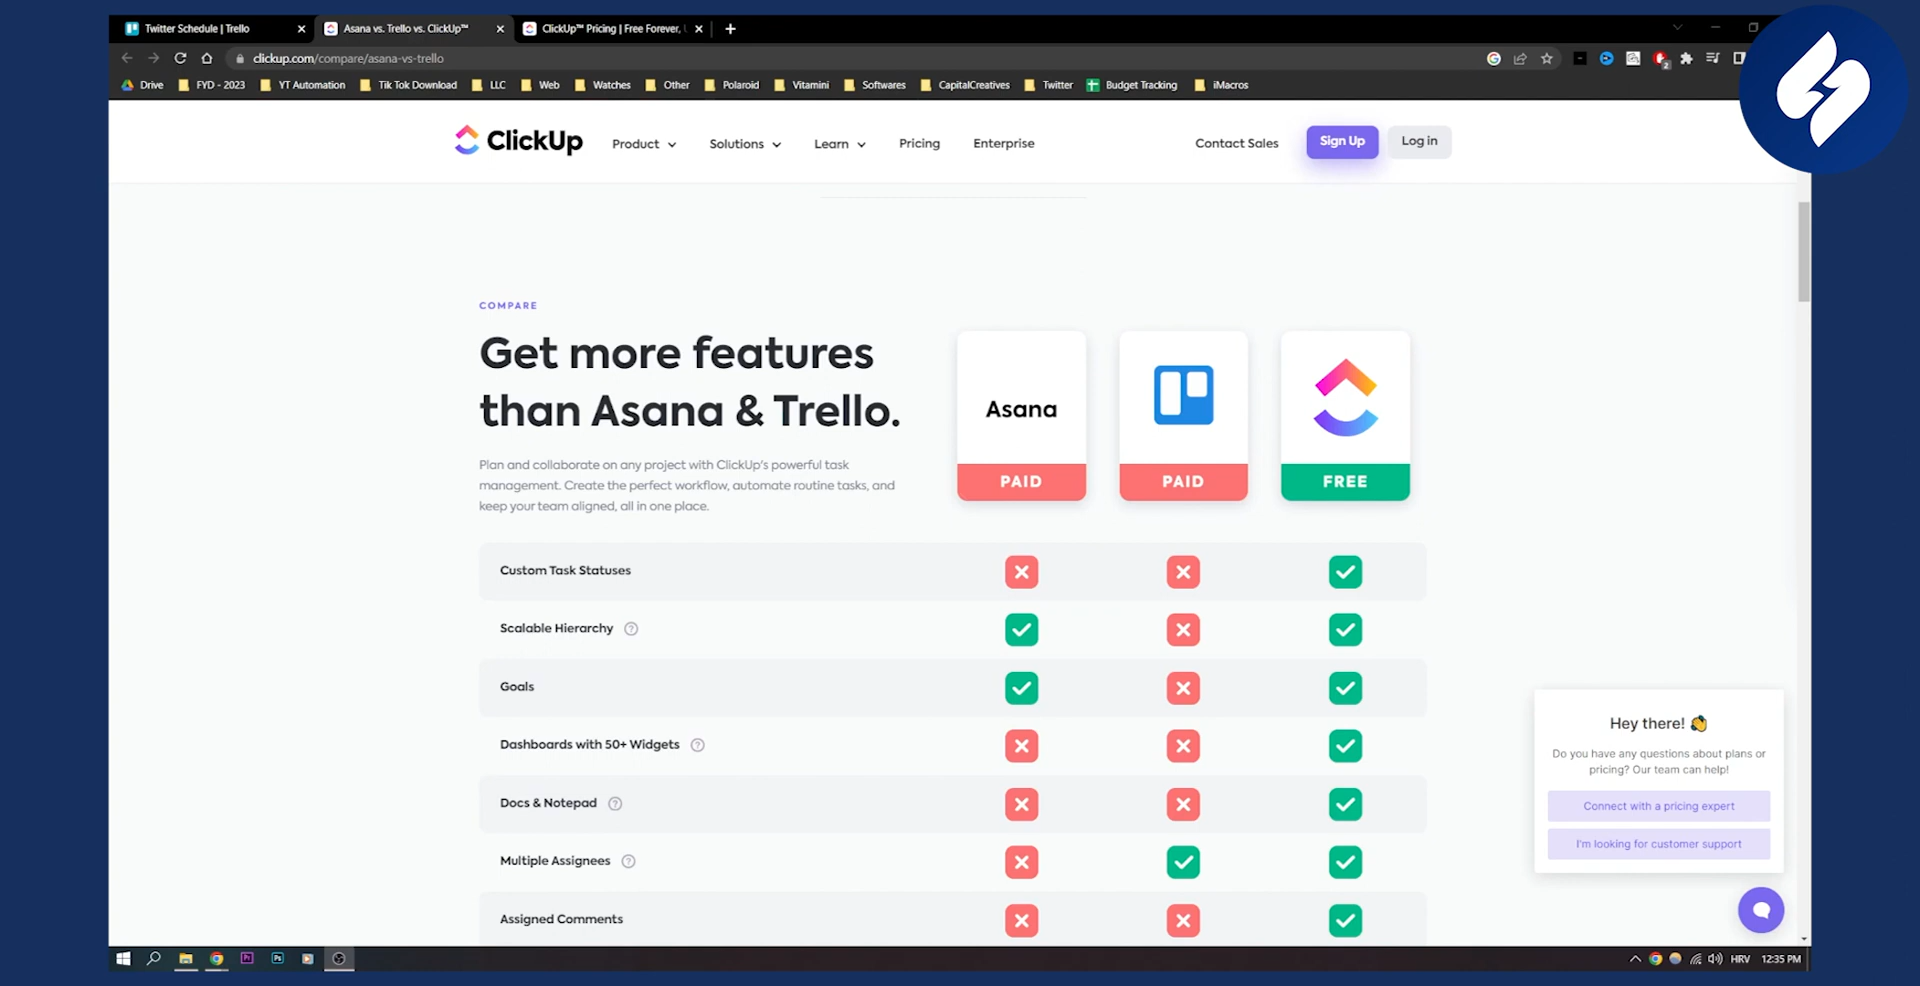 Twitter Schedule | Trello
Asana vs. Trello vs. ClickUp™
ClickUp™ Pricing | Free Forever, U
clickup.com/compare/asana-vs-trello
Drive
FYD - 2023
YT Automation
Tik Tok Download
LLC
Web
Watches
Other
Polaroid
Vitamini
Softwares
CapitalCreatives
Twitter
Budget Tracking
iMacros
ClickUp
Product
Solutions
Learn
Pricing
Enterprise
Contact Sales
Sign Up
Log in
COMPARE
Get more features
than Asana & Trello.
Plan and collaborate on any project with ClickUp's powerful task
management. Create the perfect workflow, automate routine tasks, and
keep your team aligned, all in one place.
Asana
PAID
PAID
FREE
Custom Task Statuses
Scalable Hierarchy ?
Goals
Dashboards with 50+ Widgets ?
Docs & Notepad ?
Multiple Assignees ?
Assigned Comments
Hey there!
Do you have any questions about plans or
pricing? Our team can help!
Connect with a pricing expert
I'm looking for customer support
Pr
Ps
HRV
12:35 PM